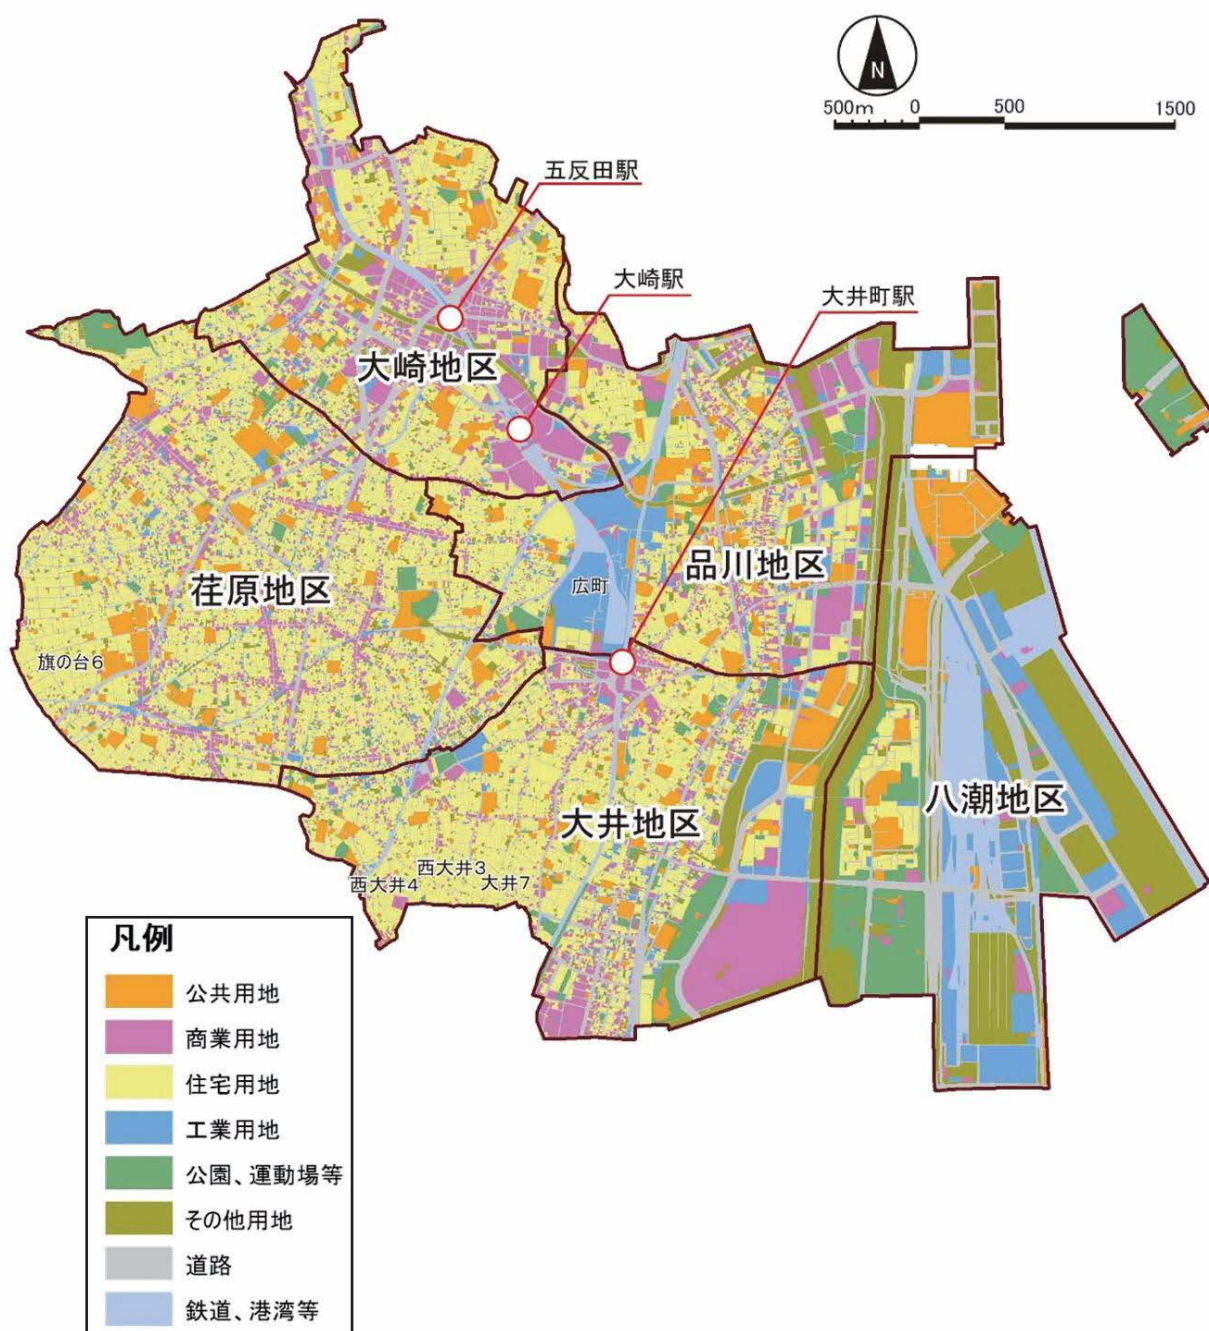 N
500m 0 500 1500
五反田駅
大崎駅
大井町駅
大崎地区
品川地区
広町
荏原地区
旗の台6
八潮地区
大井地区
西大井3
西大井4
大井7
凡例
公共用地
商業用地
住宅用地
工業用地
公園、運動場等
その他用地
道路
鉄道、港湾等